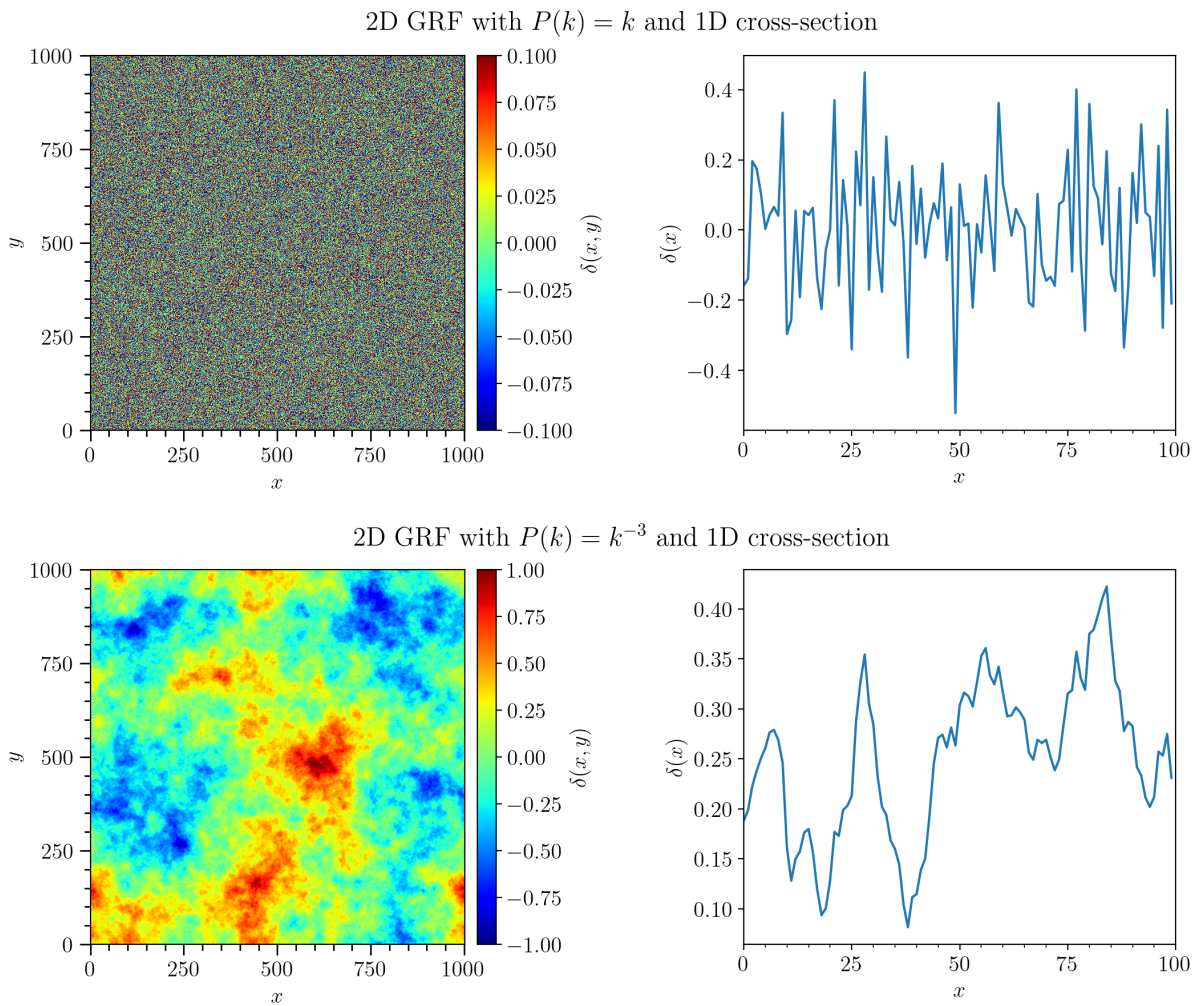 2D GRF with P(k) = k and 1D cross-section
1000
750
500
250
0
y
0 250 500 750 1000
x
0.100
0.075
0.050
0.025
0.000
−0.025
−0.050
−0.075
−0.100
δ(x, y)
0.4
0.2
0.0
−0.2
−0.4
δ(x)
0 25 50 75 100
x
2D GRF with P(k) = k⁻³ and 1D cross-section
1000
750
500
250
0
y
0 250 500 750 1000
x
1.00
0.75
0.50
0.25
0.00
−0.25
−0.50
−0.75
−1.00
δ(x, y)
0.40
0.35
0.30
0.25
0.20
0.15
0.10
δ(x)
0 25 50 75 100
x